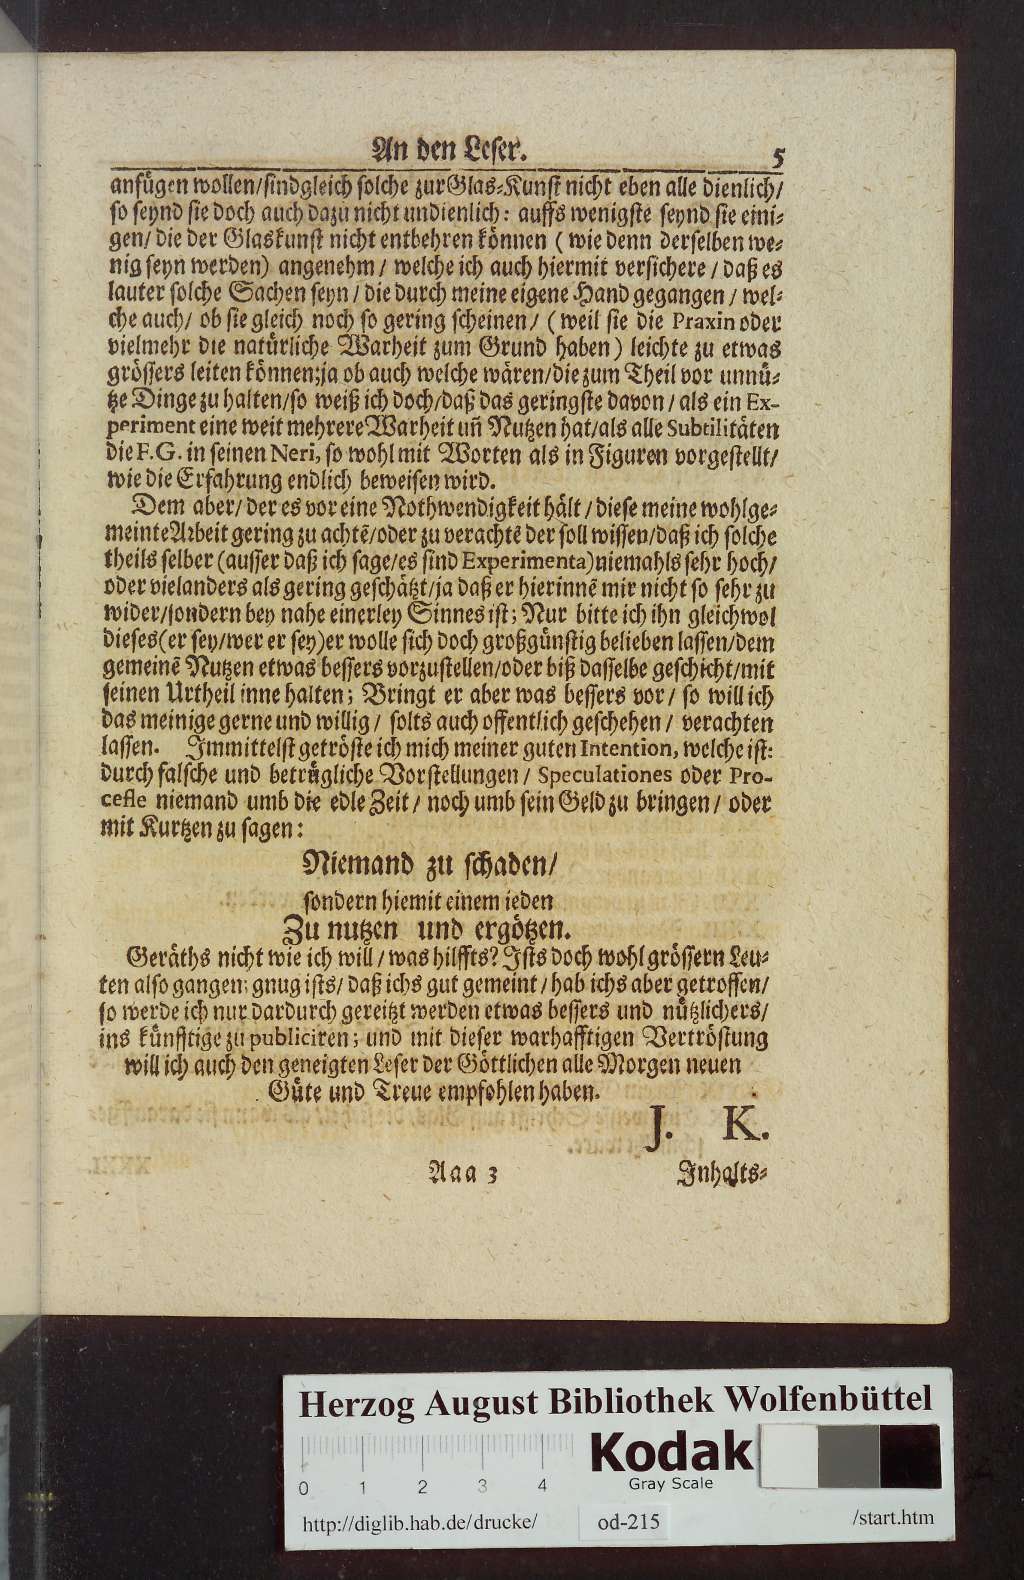 An den Leser. 5
anfügen wollen/sind gleich solche zur Glas-Kunst nicht eben alle dienlich/
so seynd sie doch auch dazu nicht undienlich: auffs wenigste seynd sie eini-
gen/ die der Glaskunst nicht entbehren können ( wie denn derselben we-
nig seyn werden) angenehm / welche ich auch hiermit versichere / daß es
lauter solche Sachen seyn / die durch meine eigene Hand gegangen / wel-
che auch/ ob sie gleich noch so gering scheinen/ ( weil sie die Praxin oder
vielmehr die natürliche Warheit zum Grund haben) leichte zu etwas
grössers leiten können; ja ob auch welche wären/die zum Theil vor unnü-
tze Dinge zu halten/so weiß ich doch/daß das geringste davon / als ein Ex-
periment eine weit mehrere Warheit uñ Nutzen hat/als alle Subtilitäten
die F.G. in seinen Neri, so wohl mit Worten als in Figuren vorgestellt/
wie die Erfahrung endlich beweisen wird.
Dem aber/ der es vor eine Nothwendigkeit hält / diese meine wohlge-
meinte Arbeit gering zu achtē/oder zu verachtē der soll wissen/daß ich solche
theils selber (ausser daß ich sage/es sind Experimenta)niemahls sehr hoch/
oder vielanders als gering geschätzt/ja daß er hierinnē mir nicht so sehr zu
wider/sondern bey nahe einerley Sinnes ist; Nur bitte ich ihn gleichwol
dieses(er sey/wer er sey)er wolle sich doch großgünstig belieben lassen/dem
gemeinē Nutzen etwas bessers vorzustellen/oder biß dasselbe geschicht/mit
seinen Urtheil inne halten; Bringt er aber was bessers vor/ so will ich
das meinige gerne und willig/ solts auch offentlich geschehen / verachten
lassen. Immittelst getröste ich mich meiner guten Intention, welche ist:
durch falsche und betrügliche Vorstellungen / Speculationes oder Pro-
cesse niemand umb die edle Zeit / noch umb sein Geld zu bringen / oder
mit Kurtzen zu sagen:
Niemand zu schaden/
sondern hiemit einem ieden
Zu nutzen und ergötzen.
Geräths nicht wie ich will / was hilffts? Ists doch wohl grössern Leu-
ten also gangen; gnug ists/ daß ichs gut gemeint / hab ichs aber getroffen/
so werde ich nur dardurch gereitzt werden etwas bessers und nützlichers/
ins künfftige zu publiciren; und mit dieser warhafftigen Vertröstung
will ich auch den geneigten Leser der Göttlichen alle Morgen neuen
Güte und Treue empfohlen haben.
J. K.
Aaa 3 Inhalts-
Herzog August Bibliothek Wolfenbüttel
Kodak
Gray Scale
0 1 2 3 4
http://diglib.hab.de/drucke/ od-215 /start.htm